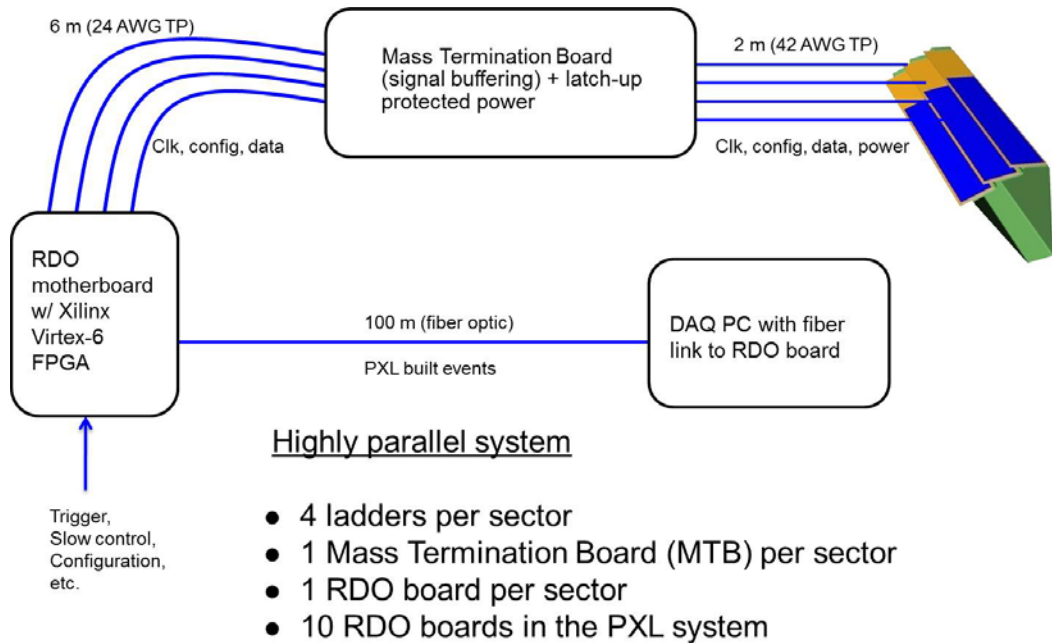 6 m (24 AWG TP)
Mass Termination Board
(signal buffering) + latch-up
protected power
2 m (42 AWG TP)
Clk, config, data
Clk, config, data, power
RDO
motherboard
w/ Xilinx
Virtex-6
FPGA
100 m (fiber optic)
PXL built events
DAQ PC with fiber
link to RDO board
Trigger,
Slow control,
Configuration,
etc.
Highly parallel system
● 4 ladders per sector
● 1 Mass Termination Board (MTB) per sector
● 1 RDO board per sector
● 10 RDO boards in the PXL system